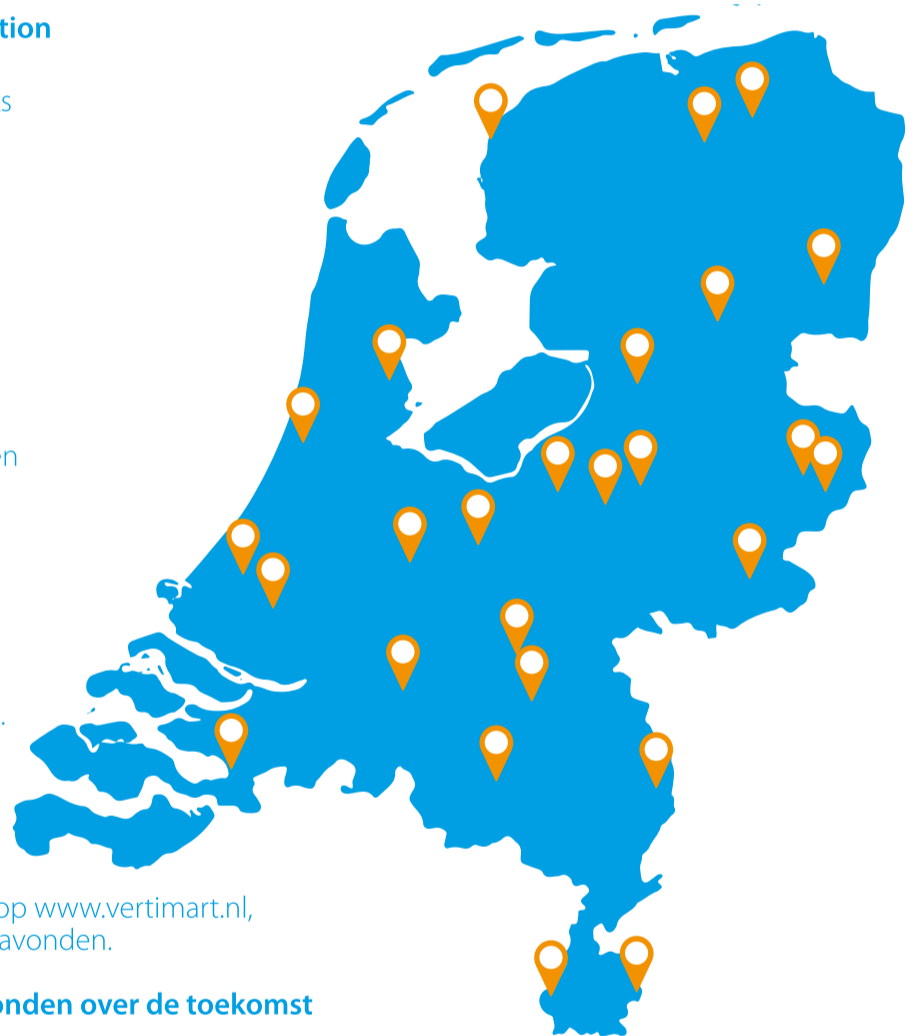 tion
s
en
.
op www.vertimart.nl,
avonden.
onden over de toekomst